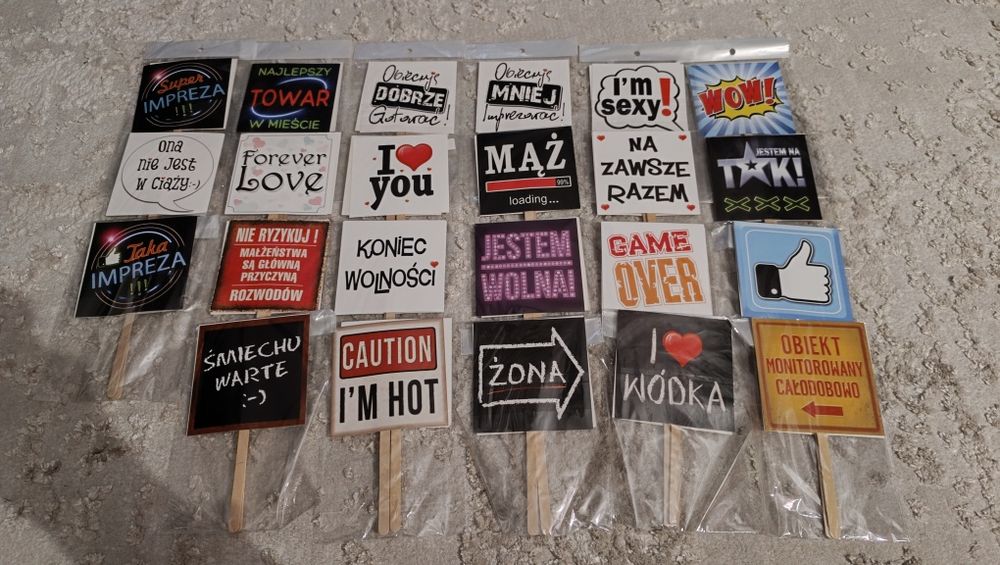 Super
IMPREZA
!!!
NAJLEPSZY
TOWAR
W MIEŚCIE
Obiecuję
DOBRZE
Gotować!
Obiecuję
MNIEJ
Imprezować!
I'm
sexy!
WOW!
Ona
nie jest
w ciąży:-)
Forever
Love
I
you
MĄŻ
99%
loading...
NA
ZAWSZE
RAZEM
JESTEM NA
TAK!
XXX
Taka
IMPREZA
!!!
NIE RYZYKUJ!
MAŁŻEŃSTWA
SĄ GŁÓWNĄ
PRZYCZYNĄ
ROZWODÓW
KONIEC
WOLNOŚCI
JESTEM
WOLNA!
GAME
OVER
ŚMIECHU
WARTE
:-)
CAUTION
I'M HOT
ŻONA
I
WÓDKA
OBIEKT
MONITOROWANY
CAŁODOBOWO